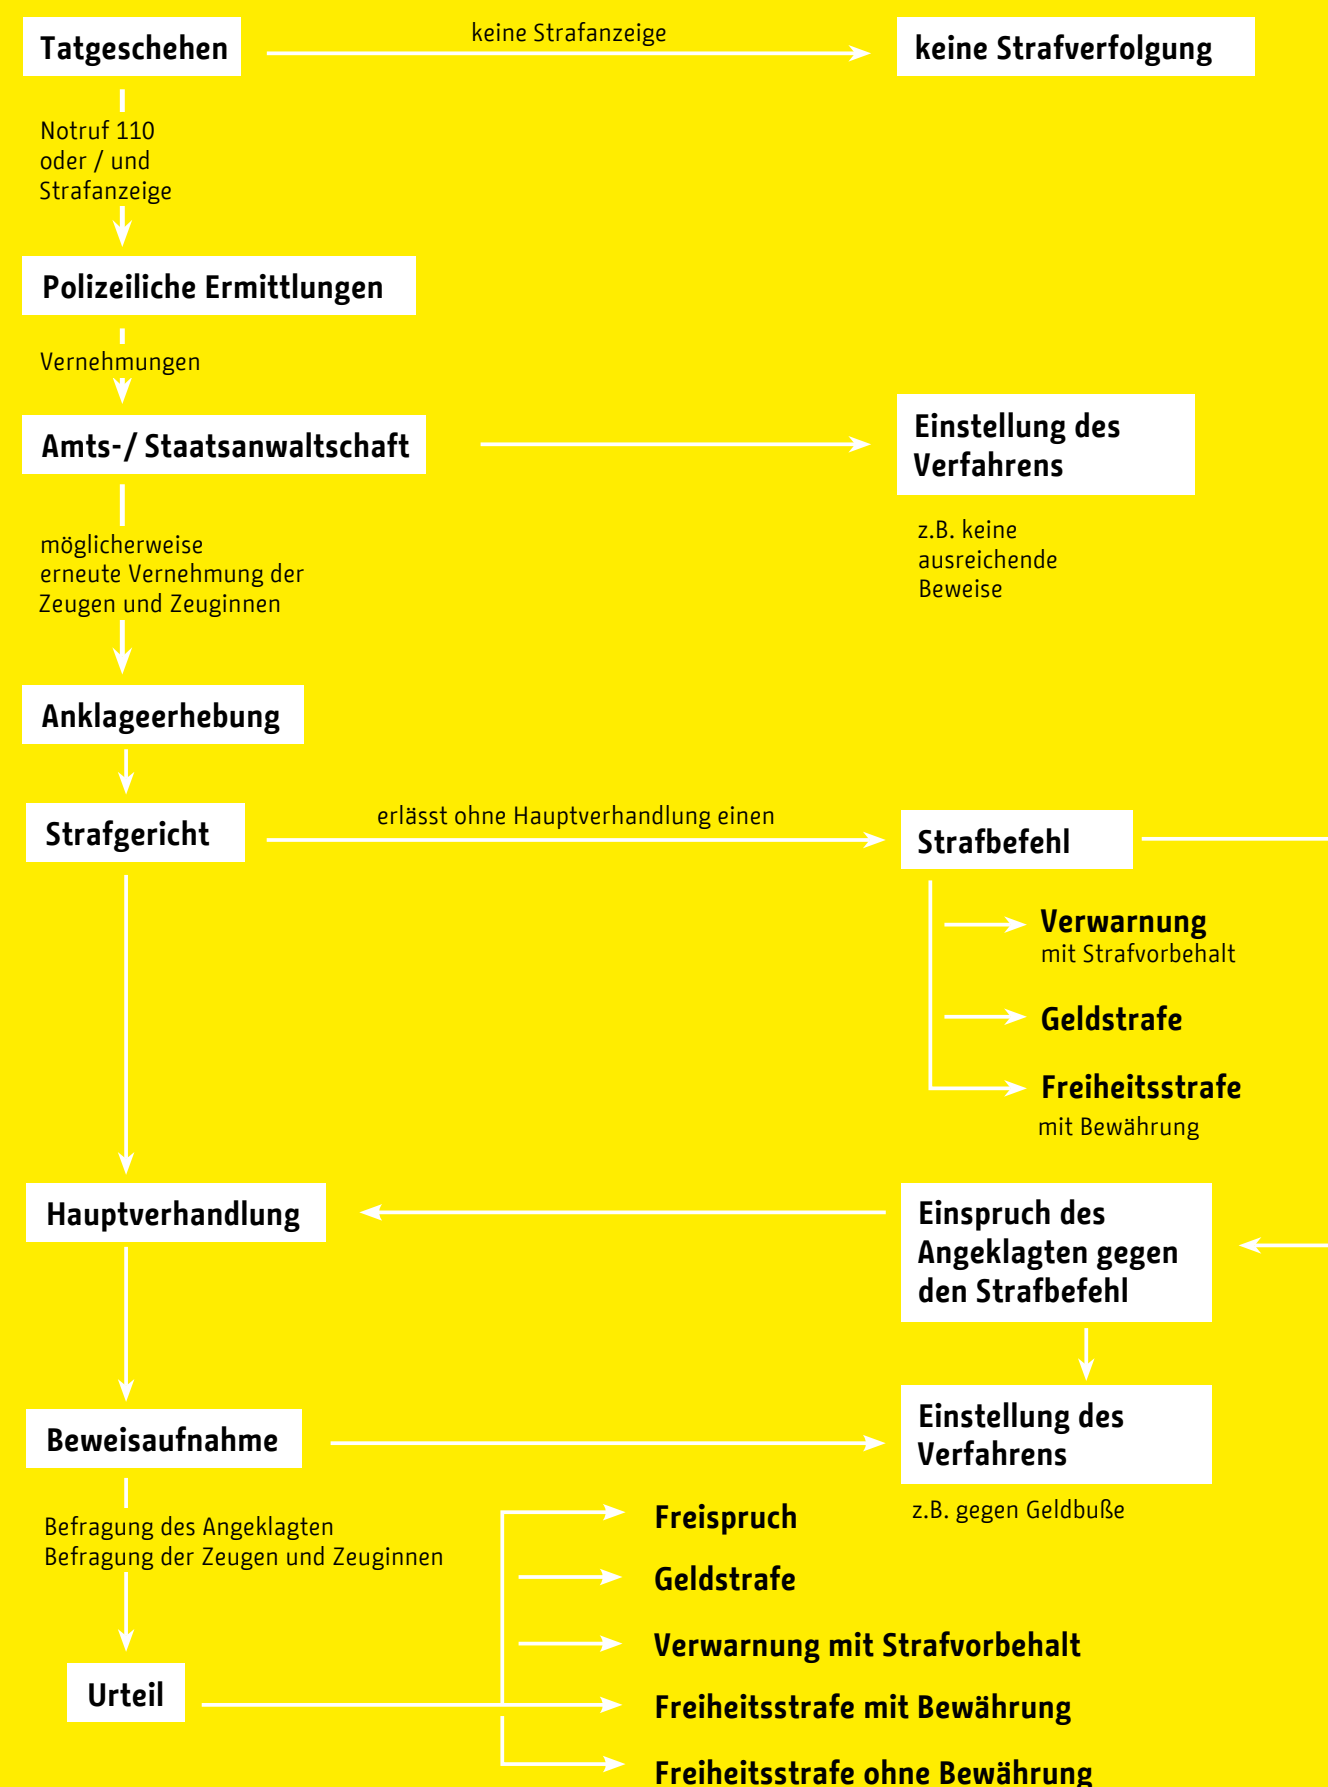 Tatgeschehen
keine Strafanzeige
keine Strafverfolgung
Notruf 110
oder / und
Strafanzeige
Polizeiliche Ermittlungen
Vernehmungen
Amts-/ Staatsanwaltschaft
Einstellung des
Verfahrens
z.B. keine
ausreichende
Beweise
möglicherweise
erneute Vernehmung der
Zeugen und Zeuginnen
Anklageerhebung
Strafgericht
erlässt ohne Hauptverhandlung einen
Strafbefehl
Verwarnung
mit Strafvorbehalt
Geldstrafe
Freiheitsstrafe
mit Bewährung
Hauptverhandlung
Einspruch des
Angeklagten gegen
den Strafbefehl
Beweisaufnahme
Einstellung des
Verfahrens
z.B. gegen Geldbuße
Befragung des Angeklagten
Befragung der Zeugen und Zeuginnen
Urteil
Freispruch
Geldstrafe
Verwarnung mit Strafvorbehalt
Freiheitsstrafe mit Bewährung
Freiheitsstrafe ohne Bewährung